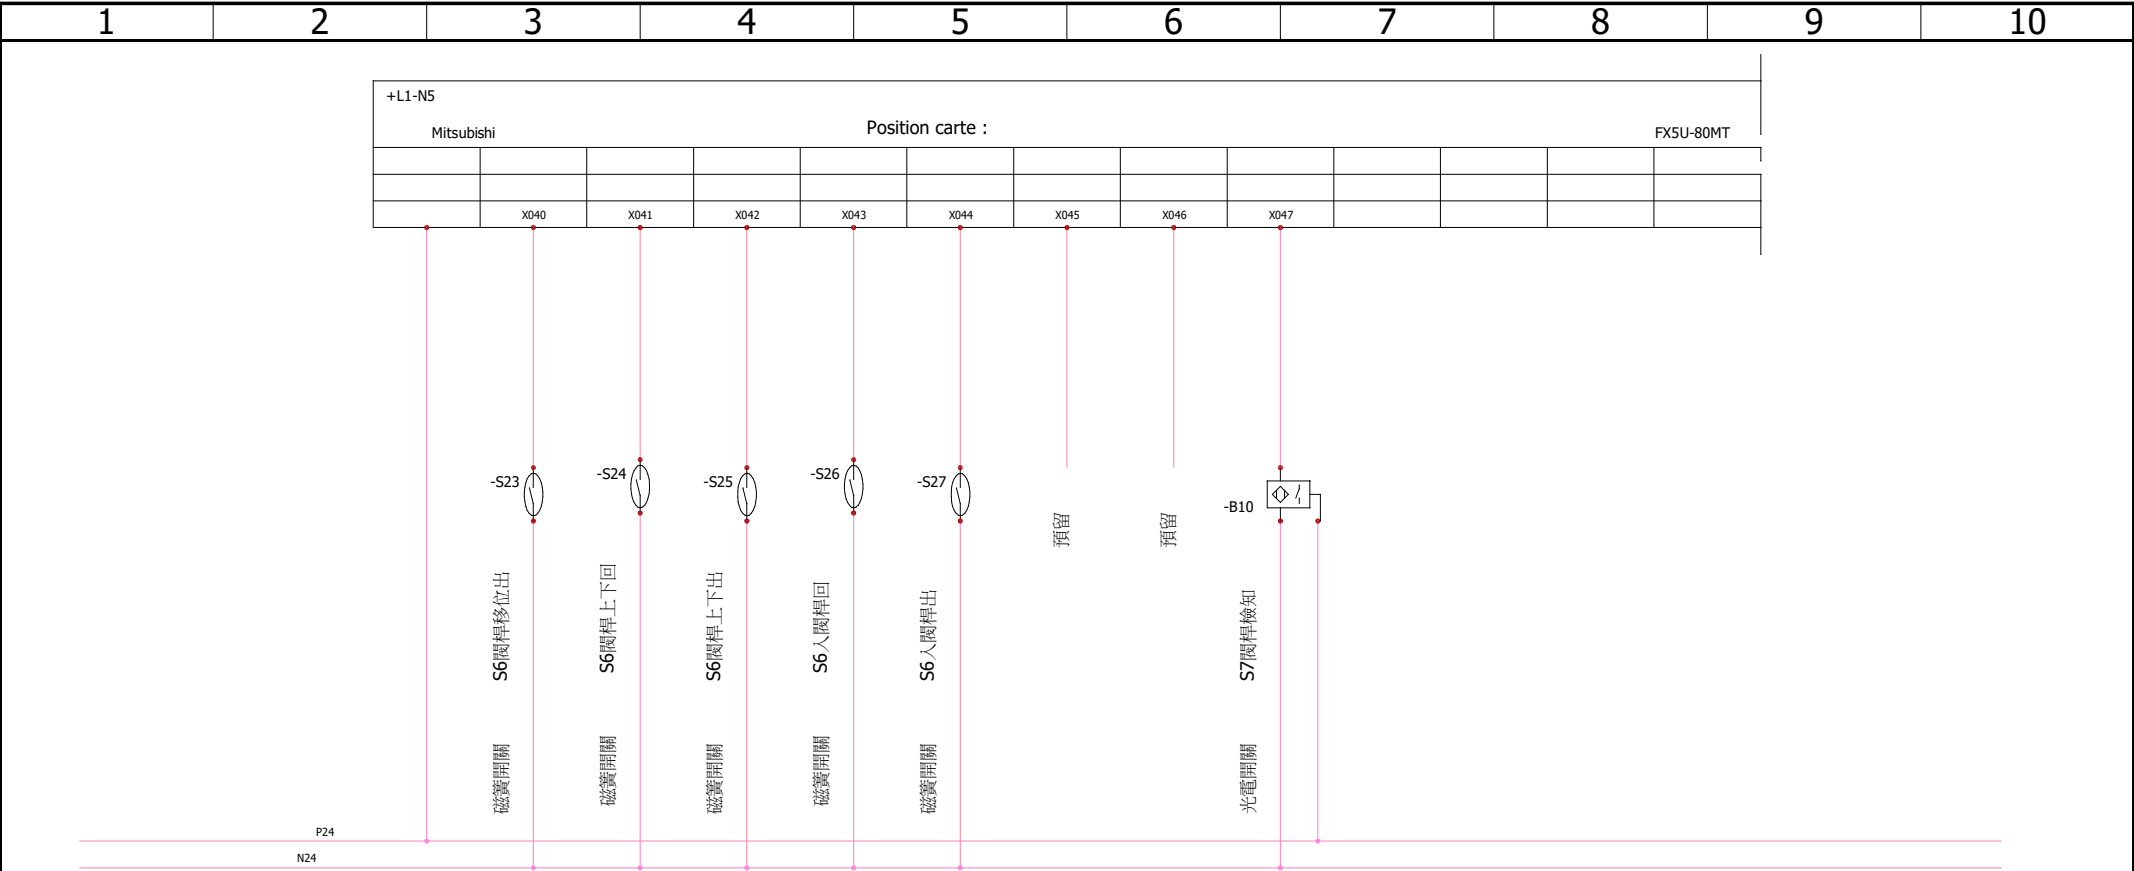 1 2 3 4 5 6 7 8 9 10
+L1-N5
Mitsubishi Position carte : FX5U-80MT
X040 X041 X042 X043 X044 X045 X046 X047
-S23 -S24 -S25 -S26 -S27 -B10
S6閥桿移位出
S6閥桿上下回
S6閥桿上下出
S6入閥桿回
S6入閥桿出
預留
預留
S7閥桿檢知
磁簧開關
磁簧開關
磁簧開關
磁簧開關
磁簧開關
光電開關
P24
N24